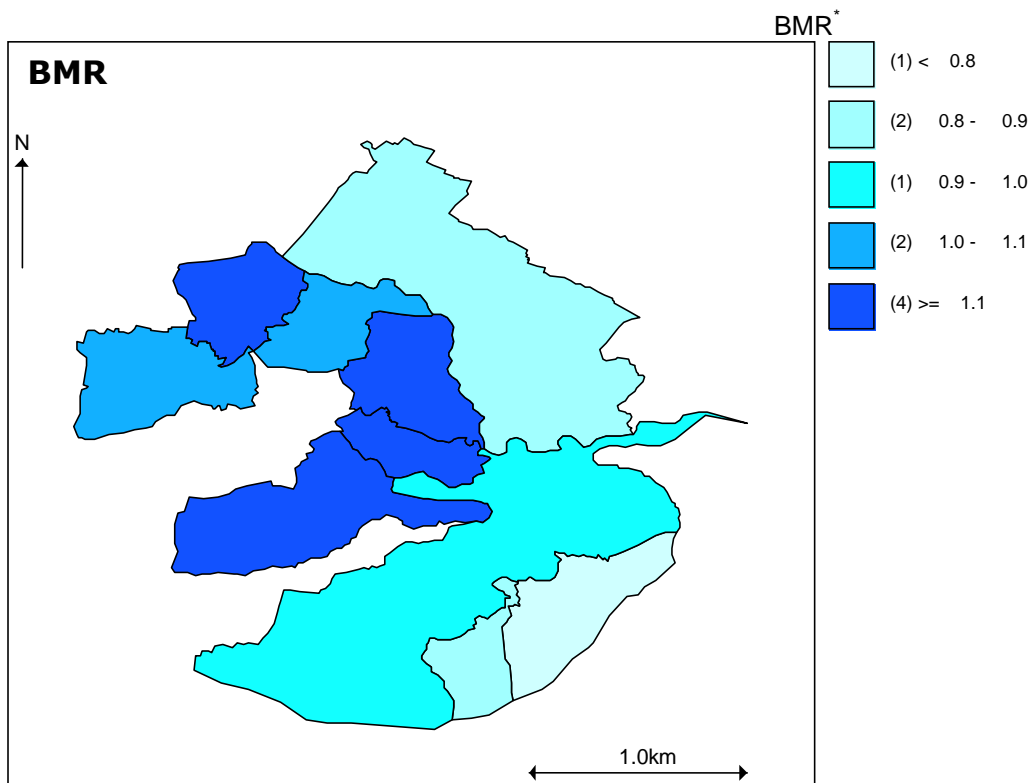 BMR*
BMR
N
(1) < 0.8
(2) 0.8 - 0.9
(1) 0.9 - 1.0
(2) 1.0 - 1.1
(4) >= 1.1
1.0km